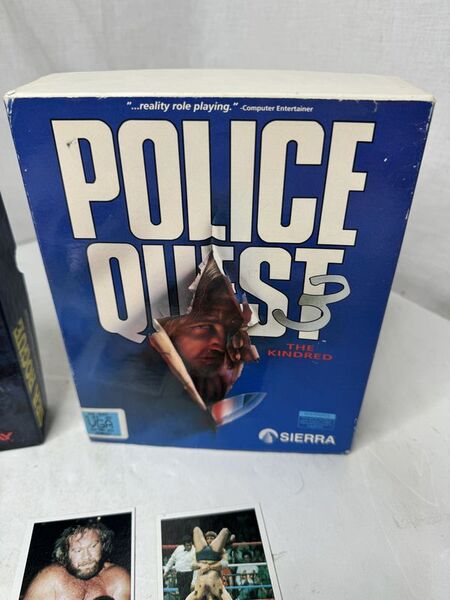 "...reality role playing." -Computer Entertainer
POLICE
QUEST 3
THE
KINDRED
VGA
SIERRA